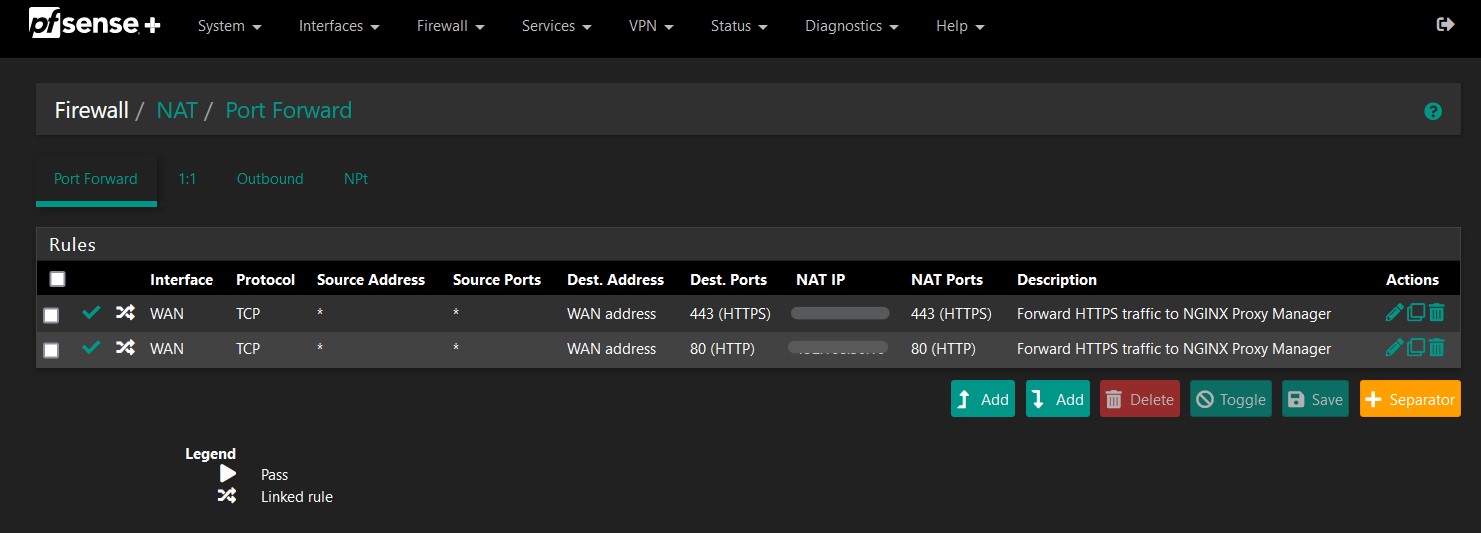 pfsense +
System Interfaces Firewall Services VPN Status Diagnostics Help
Firewall / NAT / Port Forward
Port Forward 1:1 Outbound NPt
Rules
Interface Protocol Source Address Source Ports Dest. Address Dest. Ports NAT IP NAT Ports Description Actions
WAN TCP * * WAN address 443 (HTTPS) 443 (HTTPS) Forward HTTPS traffic to NGINX Proxy Manager
WAN TCP * * WAN address 80 (HTTP) 80 (HTTP) Forward HTTPS traffic to NGINX Proxy Manager
Add Add Delete Toggle Save Separator
Legend
Pass
Linked rule